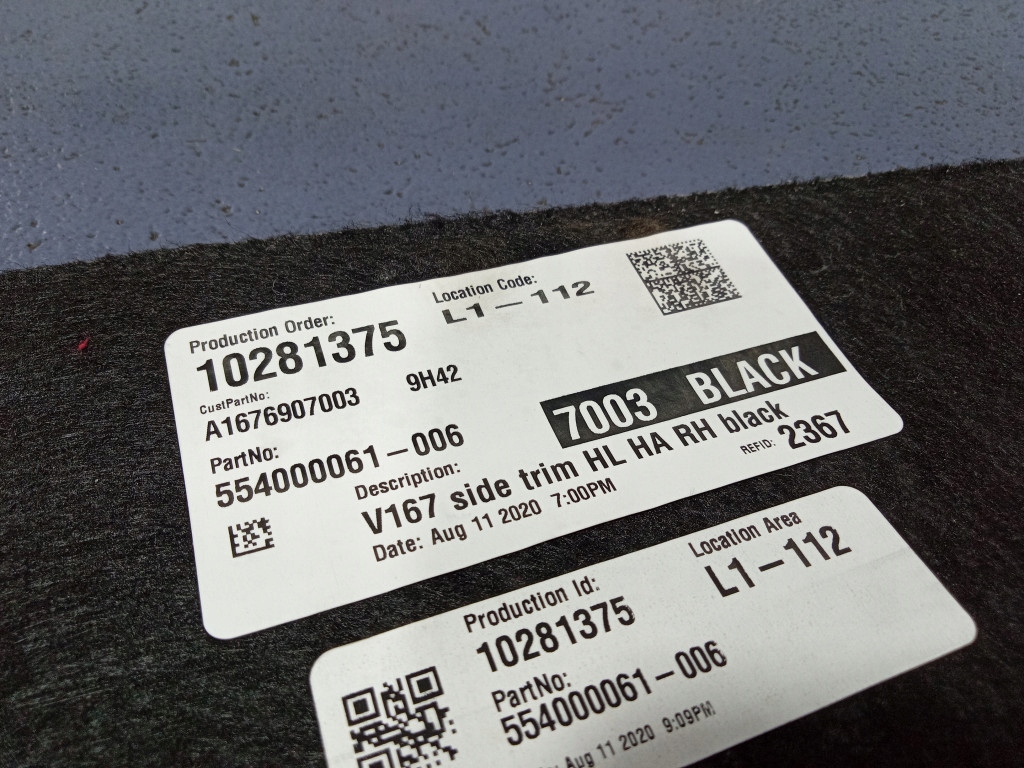 Production Order:
10281375
Location Code:
L1-112
CustPartNo:
A1676907003
9H42
7003 BLACK
PartNo:
554000061-006
Description:
V167 side trim HL HA RH black
Date: Aug 11 2020 7:00PM
REFID: 2367
Production Id:
10281375
Location Area
L1-112
PartNo:
554000061-006
Aug 11 2020 9:09PM